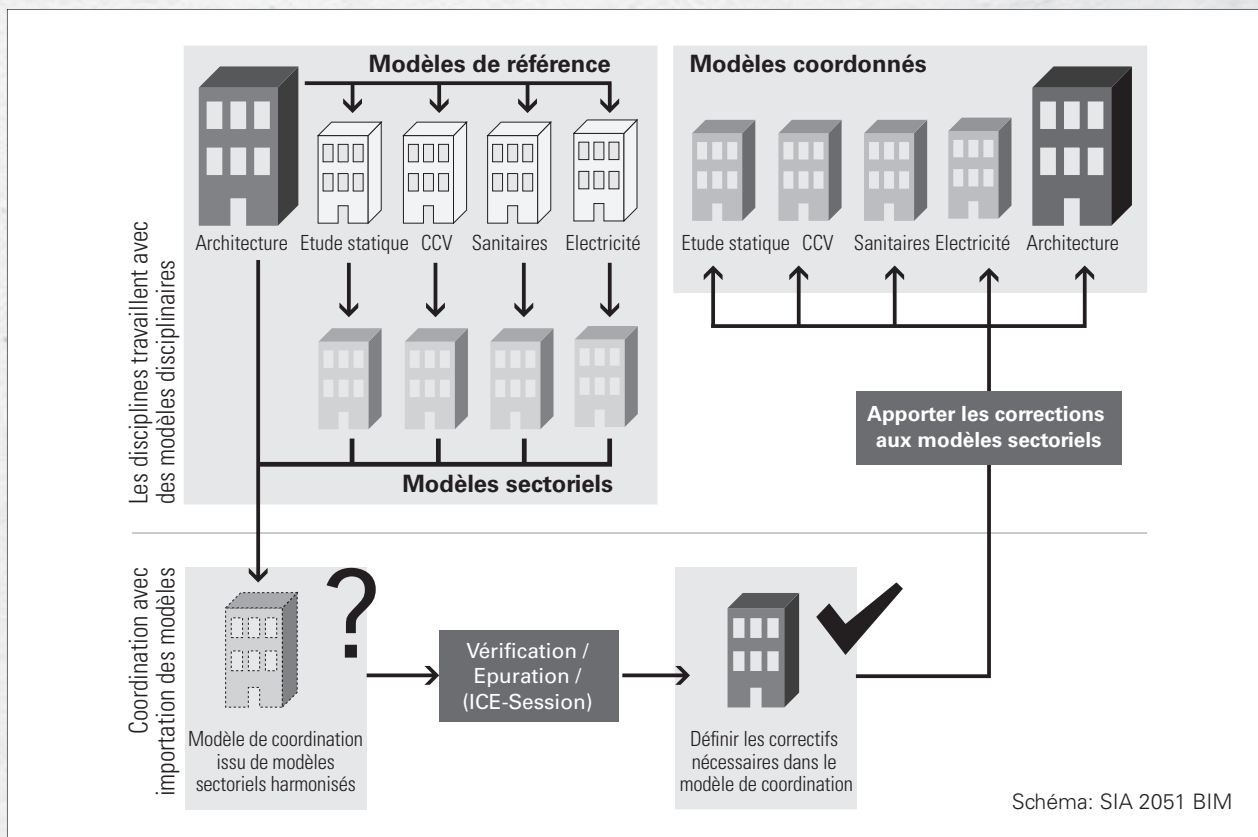 Modèles de référence
Architecture
Etude statique
CCV
Sanitaires
Electricité
Modèles sectoriels
Les disciplines travaillent avec
des modèles disciplinaires
Modèles coordonnés
Etude statique
CCV
Sanitaires
Electricité
Architecture
Apporter les corrections
aux modèles sectoriels
Coordination avec
importation des modèles
?
Modèle de coordination
issu de modèles
sectoriels harmonisés
Vérification /
Epuration /
(ICE-Session)
Définir les correctifs
nécessaires dans le
modèle de coordination
Schéma: SIA 2051 BIM